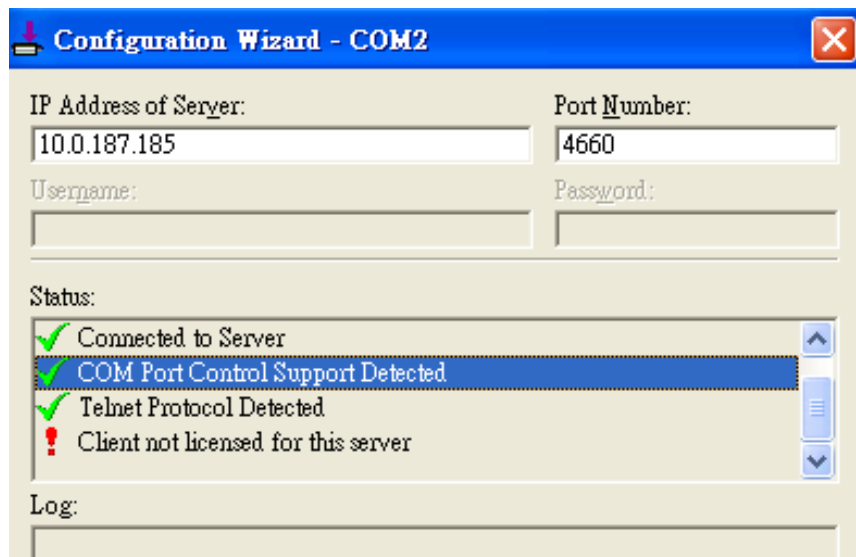 Configuration Wizard - COM2
IP Address of Server: Port Number:
10.0.187.185 4660
Username: Password:
Status:
Connected to Server
COM Port Control Support Detected
Telnet Protocol Detected
Client not licensed for this server
Log: